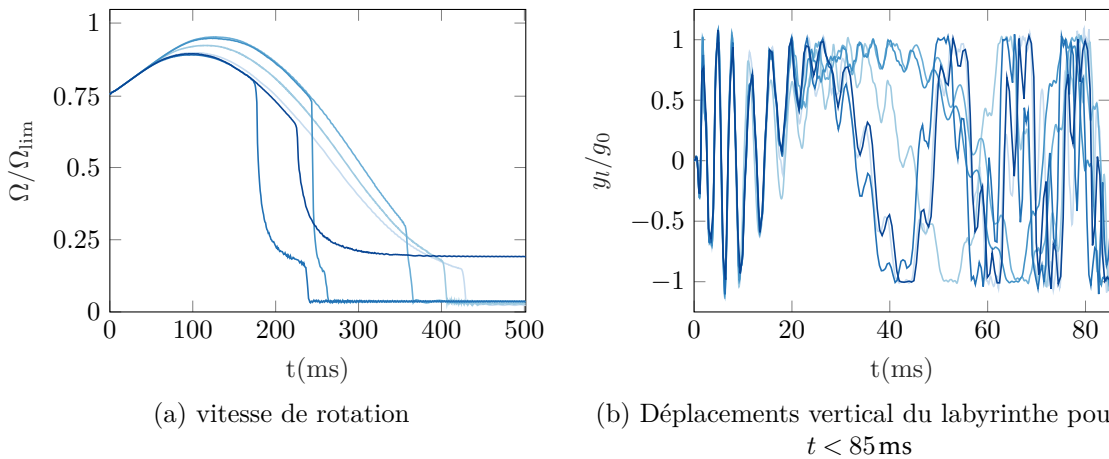 1
0.75
0.5
0.25
0
Ω/Ω_lim
0 100 200 300 400 500
t(ms)
(a) vitesse de rotation
1
0.5
0
−0.5
−1
y_l/g_0
0 20 40 60 80
t(ms)
(b) Déplacements vertical du labyrinthe pou
t < 85 ms